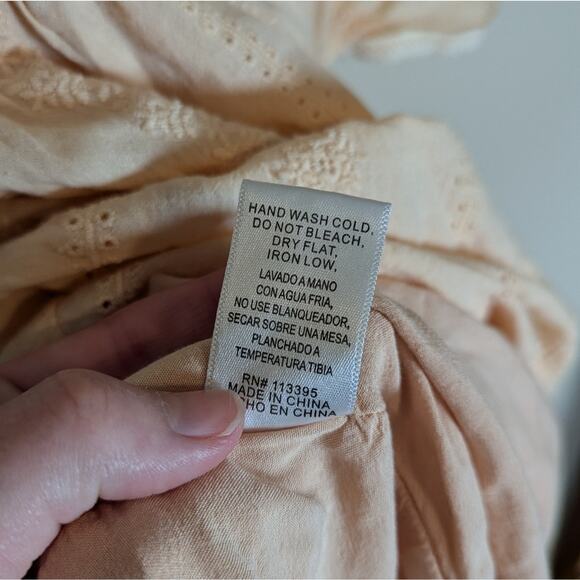 HAND WASH COLD.
DO NOT BLEACH.
DRY FLAT.
IRON LOW.
LAVADO A MANO
CON AGUA FRIA,
NO USE BLANQUEADOR,
SECAR SOBRE UNA MESA,
PLANCHADO A
TEMPERATURA TIBIA
RN# 113395
MADE IN CHINA
HO EN CHINA